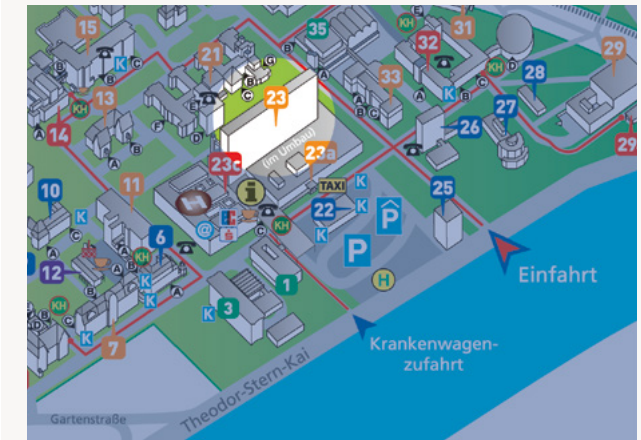 15
K
C
B
KH
14
13
A
21
E
F
D
G
B
C
A
35
B
23
(im Umbau)
23a
23c
33
A
B
C
32
31
KH
K
E
D
28
27
26
29
29
A
10
K
C
11
B
A
6
KH
12
B
A
KH
K
K
C
K
7
i
H
@
S
KH
TAXI
22
K
K
K
P
P
25
1
3
K
H
Einfahrt
Krankenwagen-
zufahrt
Theodor-Stern-Kai
Gartenstraße